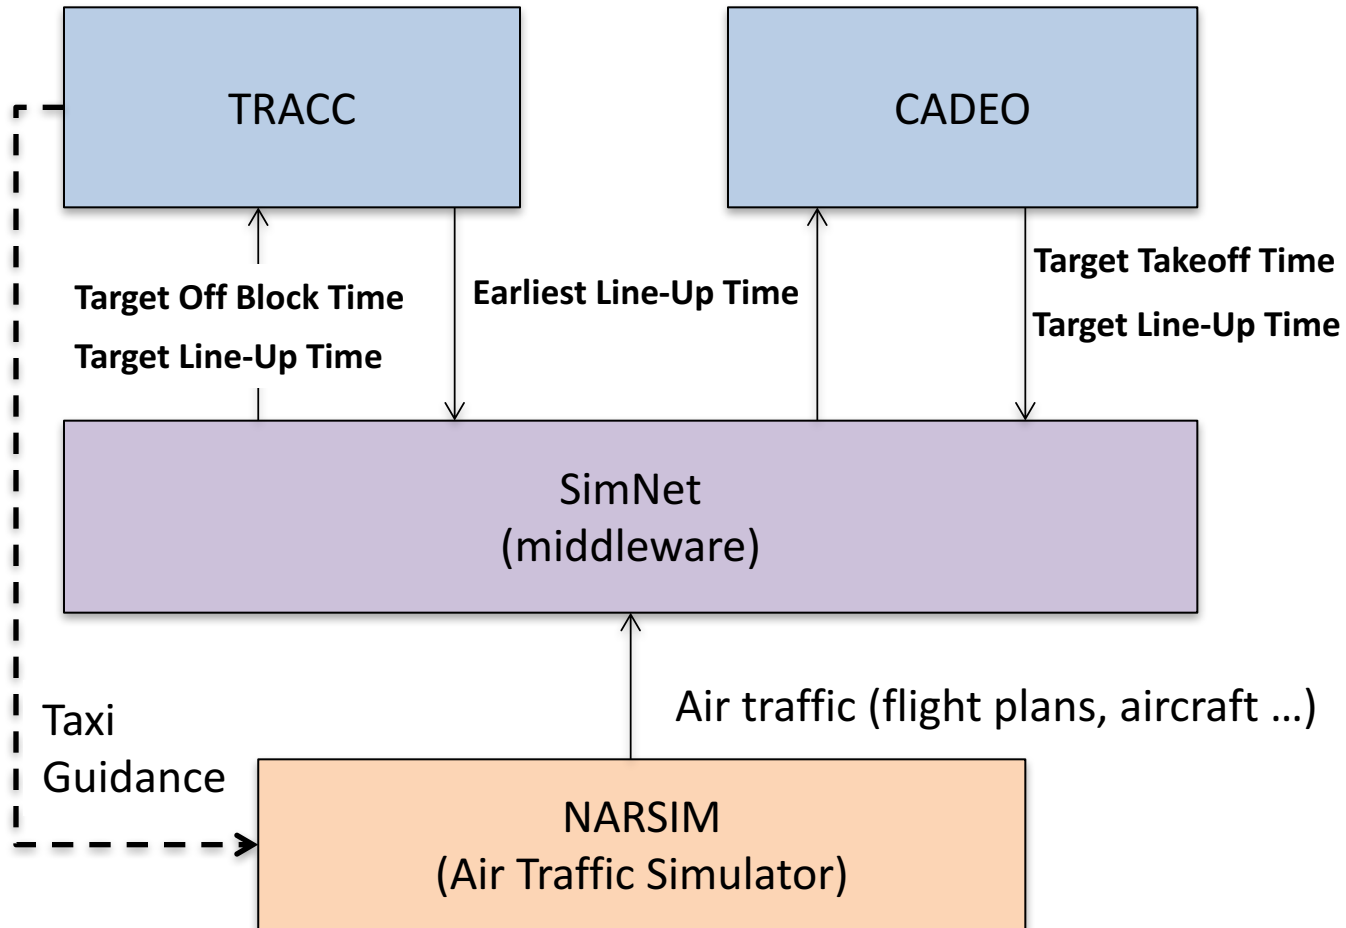 TRACC
CADEO
Target Off Block Time
Target Line-Up Time
Earliest Line-Up Time
Target Takeoff Time
Target Line-Up Time
SimNet
(middleware)
Air traffic (flight plans, aircraft ...)
Taxi
Guidance
NARSIM
(Air Traffic Simulator)